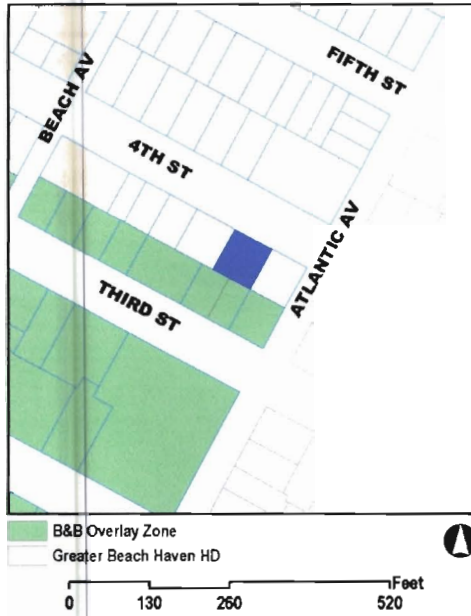 FIFTH ST
BEACH AV
4TH ST
ATLANTIC AV
THIRD ST
B&B Overlay Zone
Greater Beach Haven HD
Feet
0 130 260 520